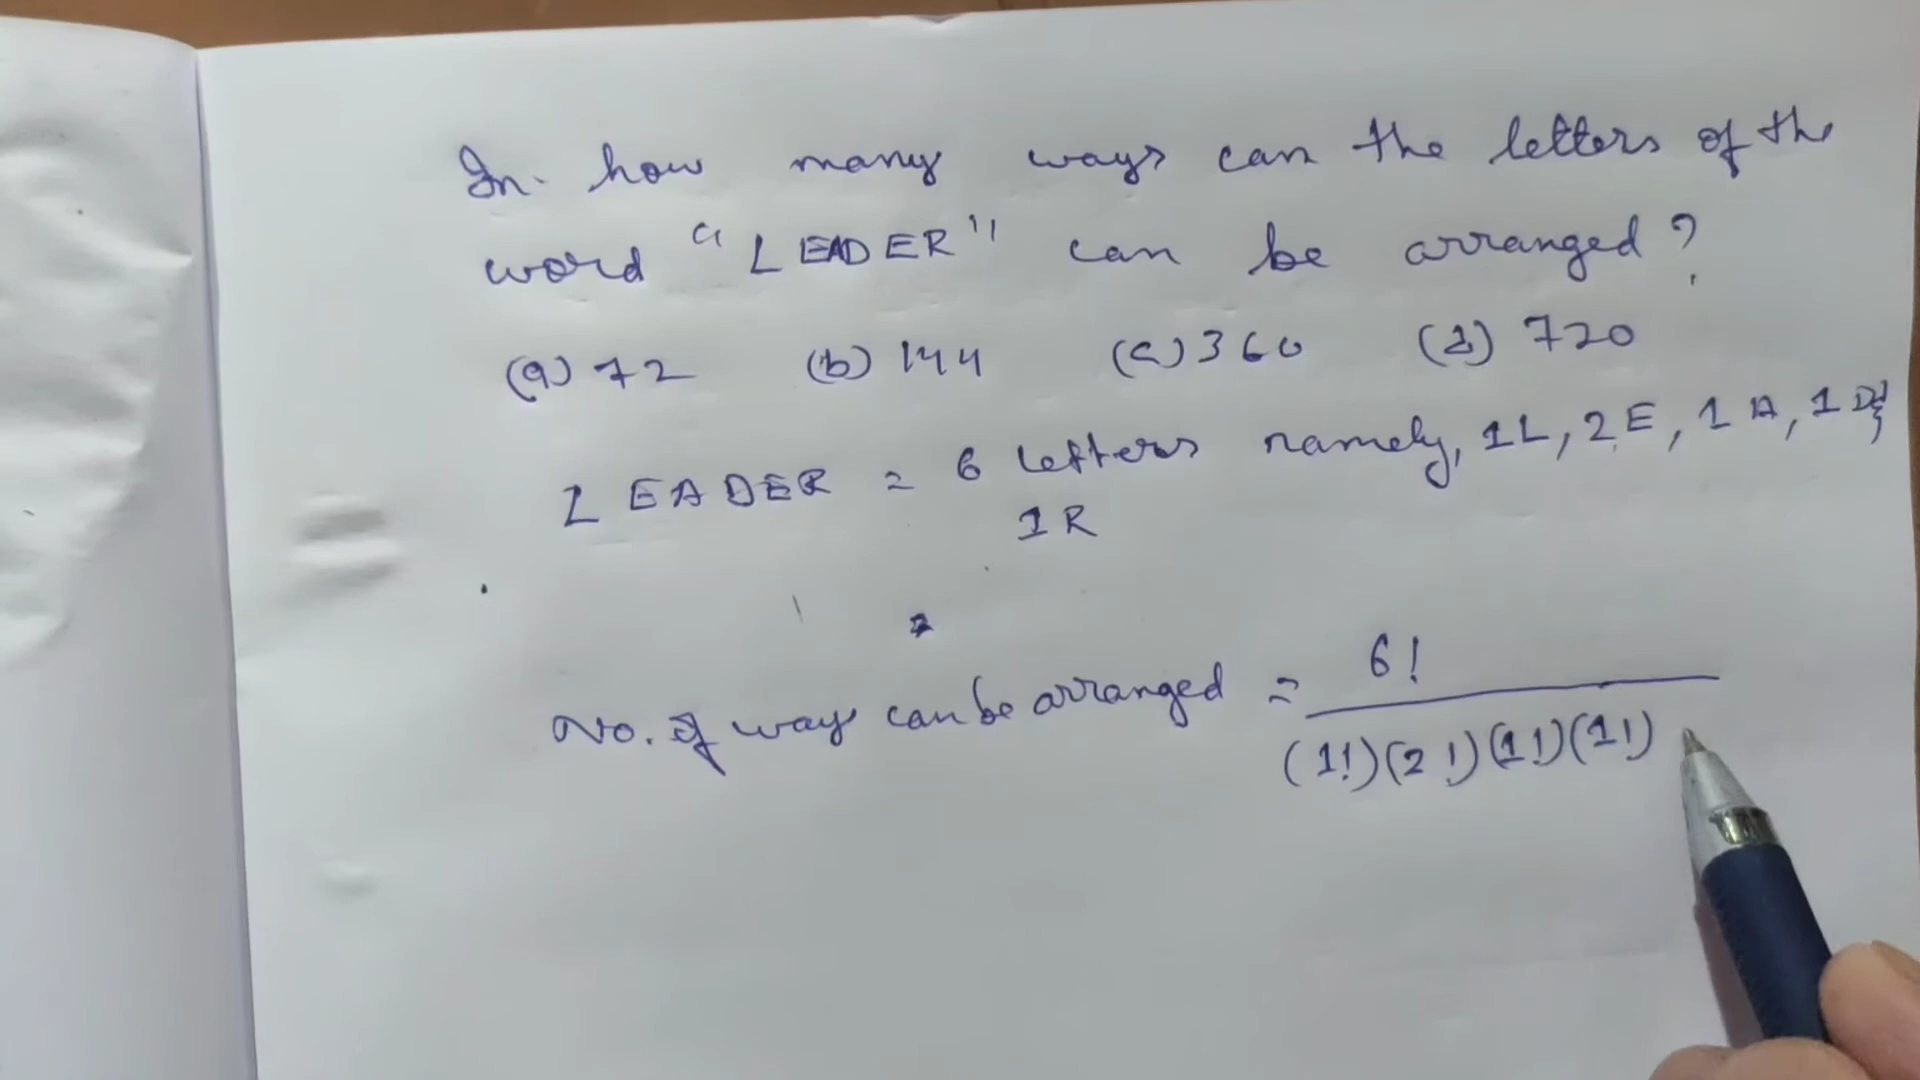 In how many ways can the letters of the
word "LEADER" can be arranged?
(a) 72 (b) 144 (c) 360 (d) 720
LEADER = 6 letters namely, 1L, 2E, 1A, 1D,
1R
No. of ways can be arranged = 6!
(1!)(2!)(1!)(1!)